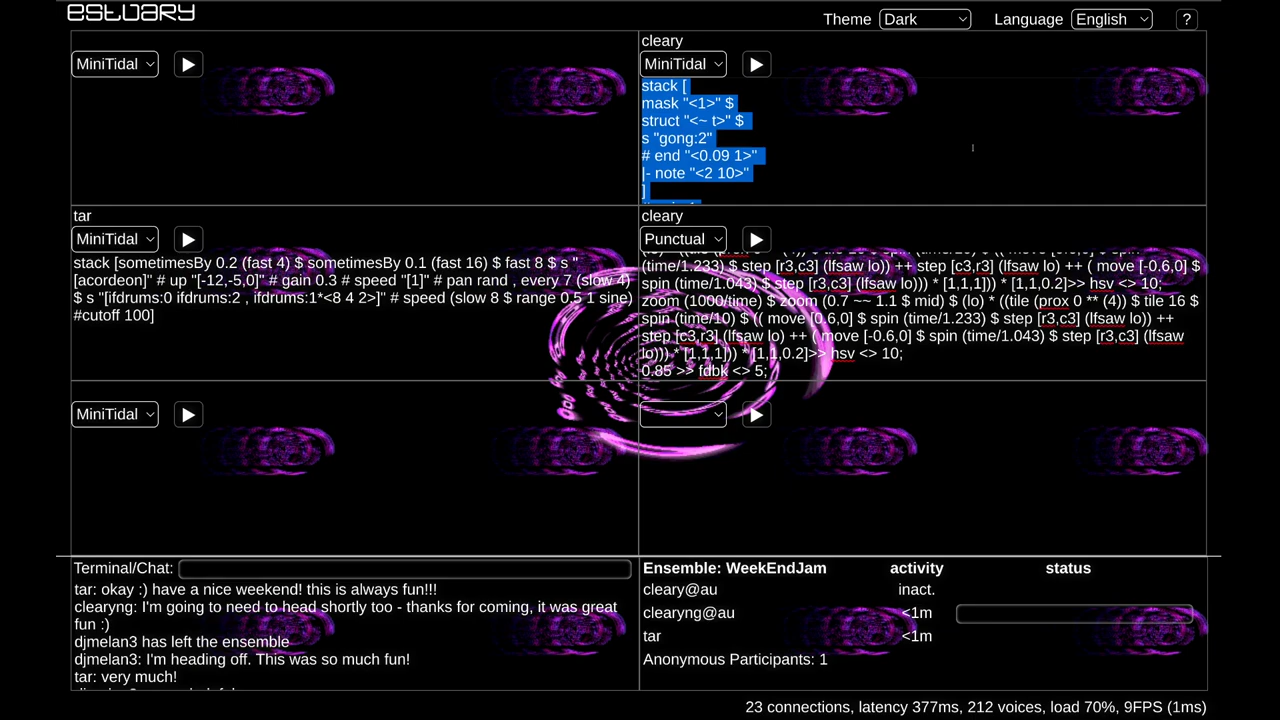 estuary
Theme Dark Language English ?
MiniTidal
cleary
MiniTidal
stack [
mask "<1>" $
struct "<~ t>" $
s "gong:2"
# end "<0.09 1>"
|- note "<2 10>"
]
tar
MiniTidal
stack [sometimesBy 0.2 (fast 4) $ sometimesBy 0.1 (fast 16) $ fast 8 $ s "
[acordeon]" # up "[-12,-5,0]" # gain 0.3 # speed "[1]" # pan rand , every 7 (slow 4)
$ s "[ifdrums:0 ifdrums:2 , ifdrums:1*<8 4 2>]" # speed (slow 8 $ range 0.5 1 sine)
#cutoff 100]
cleary
Punctual
(time/1.233) $ step [r3,c3] (lfsaw lo)) ++ step [c3,r3] (lfsaw lo) ++ ( move [-0.6,0] $
spin (time/1.043) $ step [r3,c3] (lfsaw lo))) * [1,1,1])) * [1,1,0.2]>> hsv <> 10;
zoom (1000/time) $ zoom (0.7 ~~ 1.1 $ mid) $ (lo) * ((tile (prox 0 ** (4)) $ tile 16 $
spin (time/10) $ (( move [0.6,0] $ spin (time/1.233) $ step [r3,c3] (lfsaw lo)) ++
step [c3,r3] (lfsaw lo) ++ ( move [-0.6,0] $ spin (time/1.043) $ step [r3,c3] (lfsaw
lo))) * [1,1,1])) * [1,1,0.2]>> hsv <> 10;
0.85 >> fdbk <> 5;
MiniTidal
Terminal/Chat:
tar: okay :) have a nice weekend! this is always fun!!!
clearyng: I'm going to need to head shortly too - thanks for coming, it was great
fun :)
djmelan3 has left the ensemble
djmelan3: I'm heading off. This was so much fun!
tar: very much!
Ensemble: WeekEndJam activity status
cleary@au inact.
clearyng@au <1m
tar <1m
Anonymous Participants: 1
23 connections, latency 377ms, 212 voices, load 70%, 9FPS (1ms)